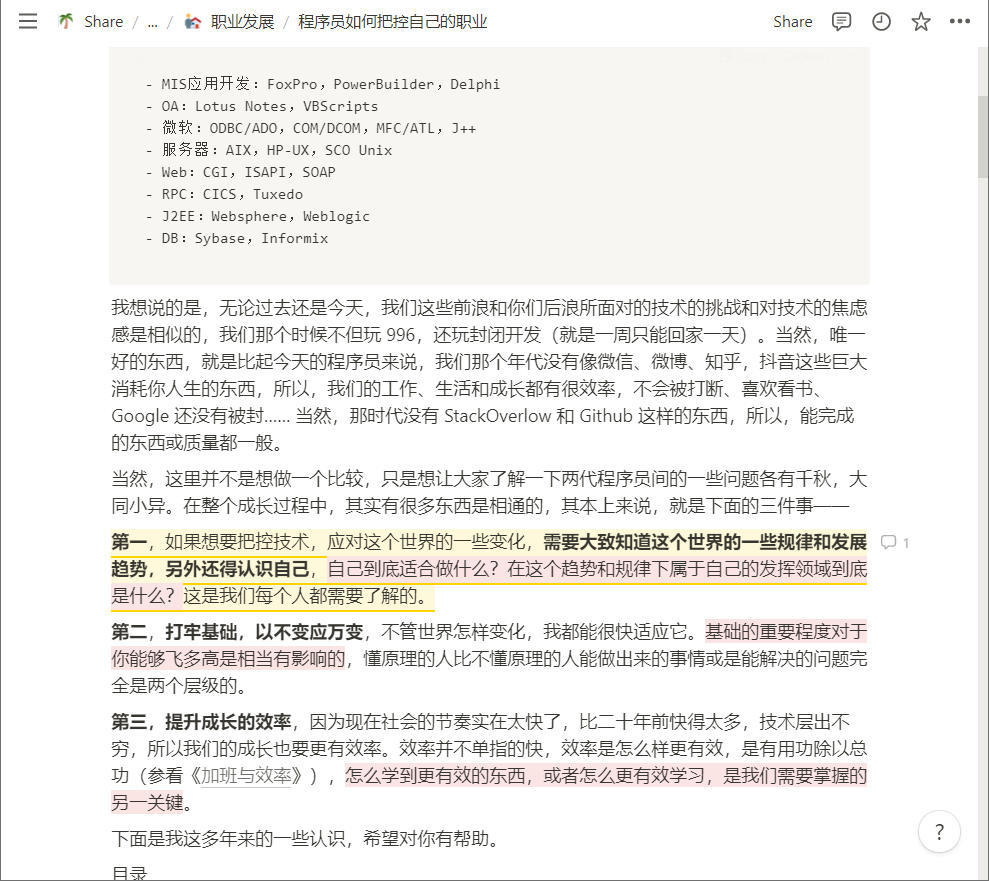 Share / ... / 职业发展 / 程序员如何把控自己的职业 Share
- MIS应用开发：FoxPro，PowerBuilder，Delphi
- OA：Lotus Notes，VBScripts
- 微软：ODBC/ADO，COM/DCOM，MFC/ATL，J++
- 服务器：AIX，HP-UX，SCO Unix
- Web：CGI，ISAPI，SOAP
- RPC：CICS，Tuxedo
- J2EE：Websphere，Weblogic
- DB：Sybase，Informix
我想说的是，无论过去还是今天，我们这些前浪和你们后浪所面对的技术的挑战和对技术的焦虑
感是相似的，我们那个时候不但玩 996，还玩封闭开发（就是一周只能回家一天）。当然，唯一
好的东西，就是比起今天的程序员来说，我们那个年代没有像微信、微博、知乎，抖音这些巨大
消耗你人生的东西，所以，我们的工作、生活和成长都有很效率，不会被打断、喜欢看书、
Google 还没有被封…… 当然，那时代没有 StackOverlow 和 Github 这样的东西，所以，能完成
的东西或质量都一般。
当然，这里并不是想做一个比较，只是想让大家了解一下两代程序员间的一些问题各有千秋，大
同小异。在整个成长过程中，其实有很多东西是相通的，其本上来说，就是下面的三件事——
第一，如果想要把控技术，应对这个世界的一些变化，需要大致知道这个世界的一些规律和发展 1
趋势，另外还得认识自己，自己到底适合做什么？在这个趋势和规律下属于自己的发挥领域到底
是什么？这是我们每个人都需要了解的。
第二，打牢基础，以不变应万变，不管世界怎样变化，我都能很快适应它。基础的重要程度对于
你能够飞多高是相当有影响的，懂原理的人比不懂原理的人能做出来的事情或是能解决的问题完
全是两个层级的。
第三，提升成长的效率，因为现在社会的节奏实在太快了，比二十年前快得太多，技术层出不
穷，所以我们的成长也要更有效率。效率并不单指的快，效率是怎么样更有效，是有用功除以总
功（参看《加班与效率》），怎么学到更有效的东西，或者怎么更有效学习，是我们需要掌握的
另一关键。
下面是我这多年来的一些认识，希望对你有帮助。
?
目录